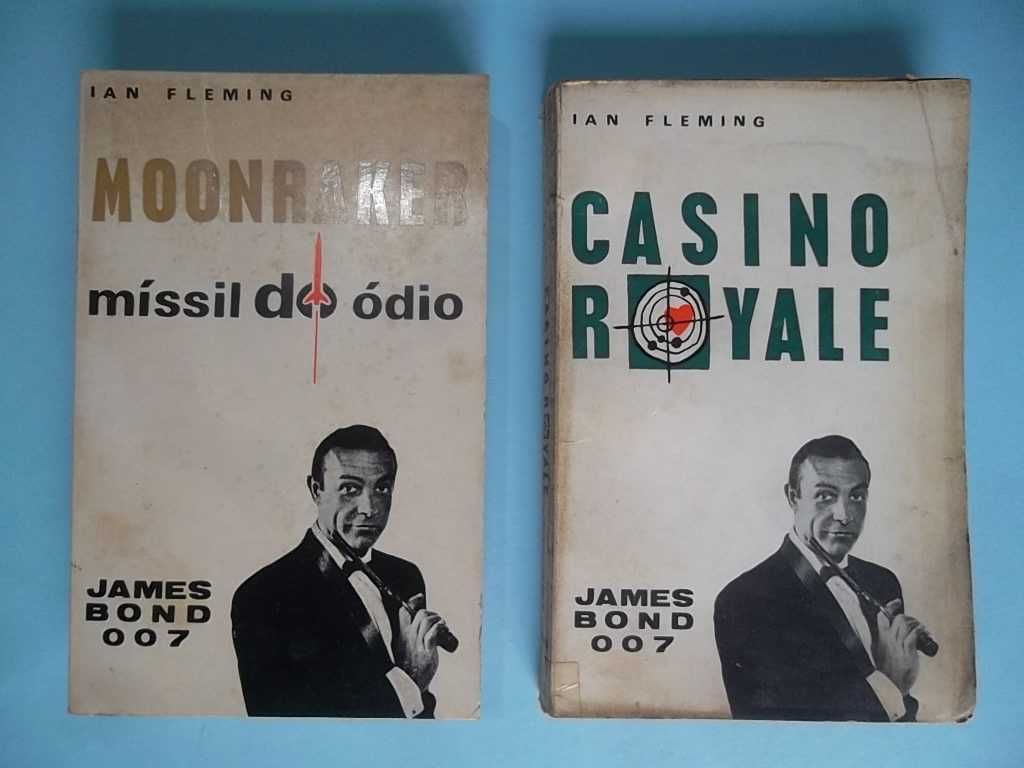 IAN FLEMING
MOONRAKER
míssil do ódio
JAMES
BOND
007
IAN FLEMING
CASINO
ROYALE
JAMES
BOND
007